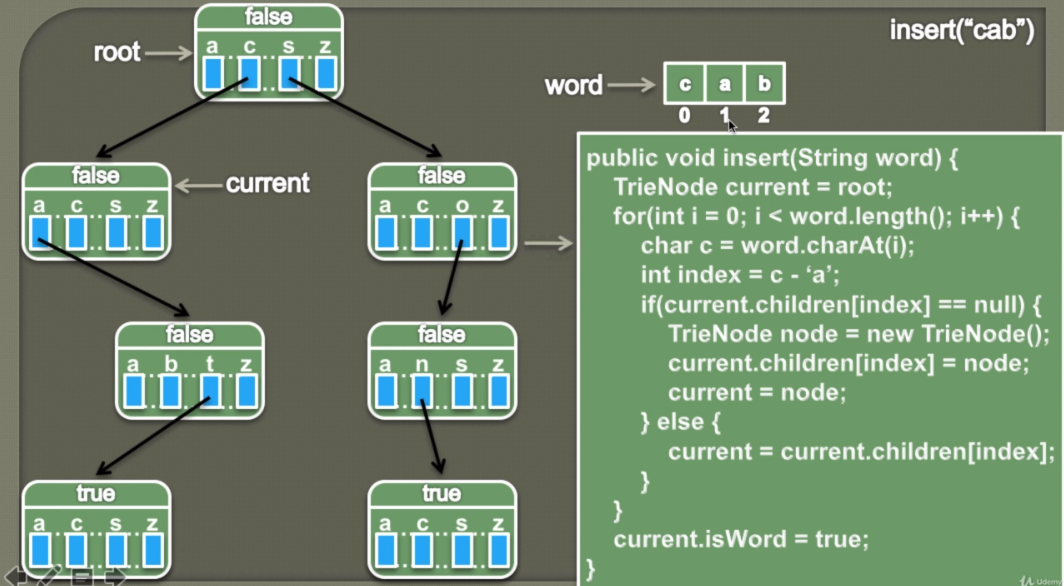 insert(“cab”)
root
false
a c s z
word
c a b
0 1 2
false
a c s z
current
false
a c o z
false
a b t z
false
a n s z
true
a c s z
true
a c s z
public void insert(String word) {
TrieNode current = root;
for(int i = 0; i < word.length(); i++) {
char c = word.charAt(i);
int index = c - ‘a’;
if(current.children[index] == null) {
TrieNode node = new TrieNode();
current.children[index] = node;
current = node;
} else {
current = current.children[index];
}
}
current.isWord = true;
}
Udemy